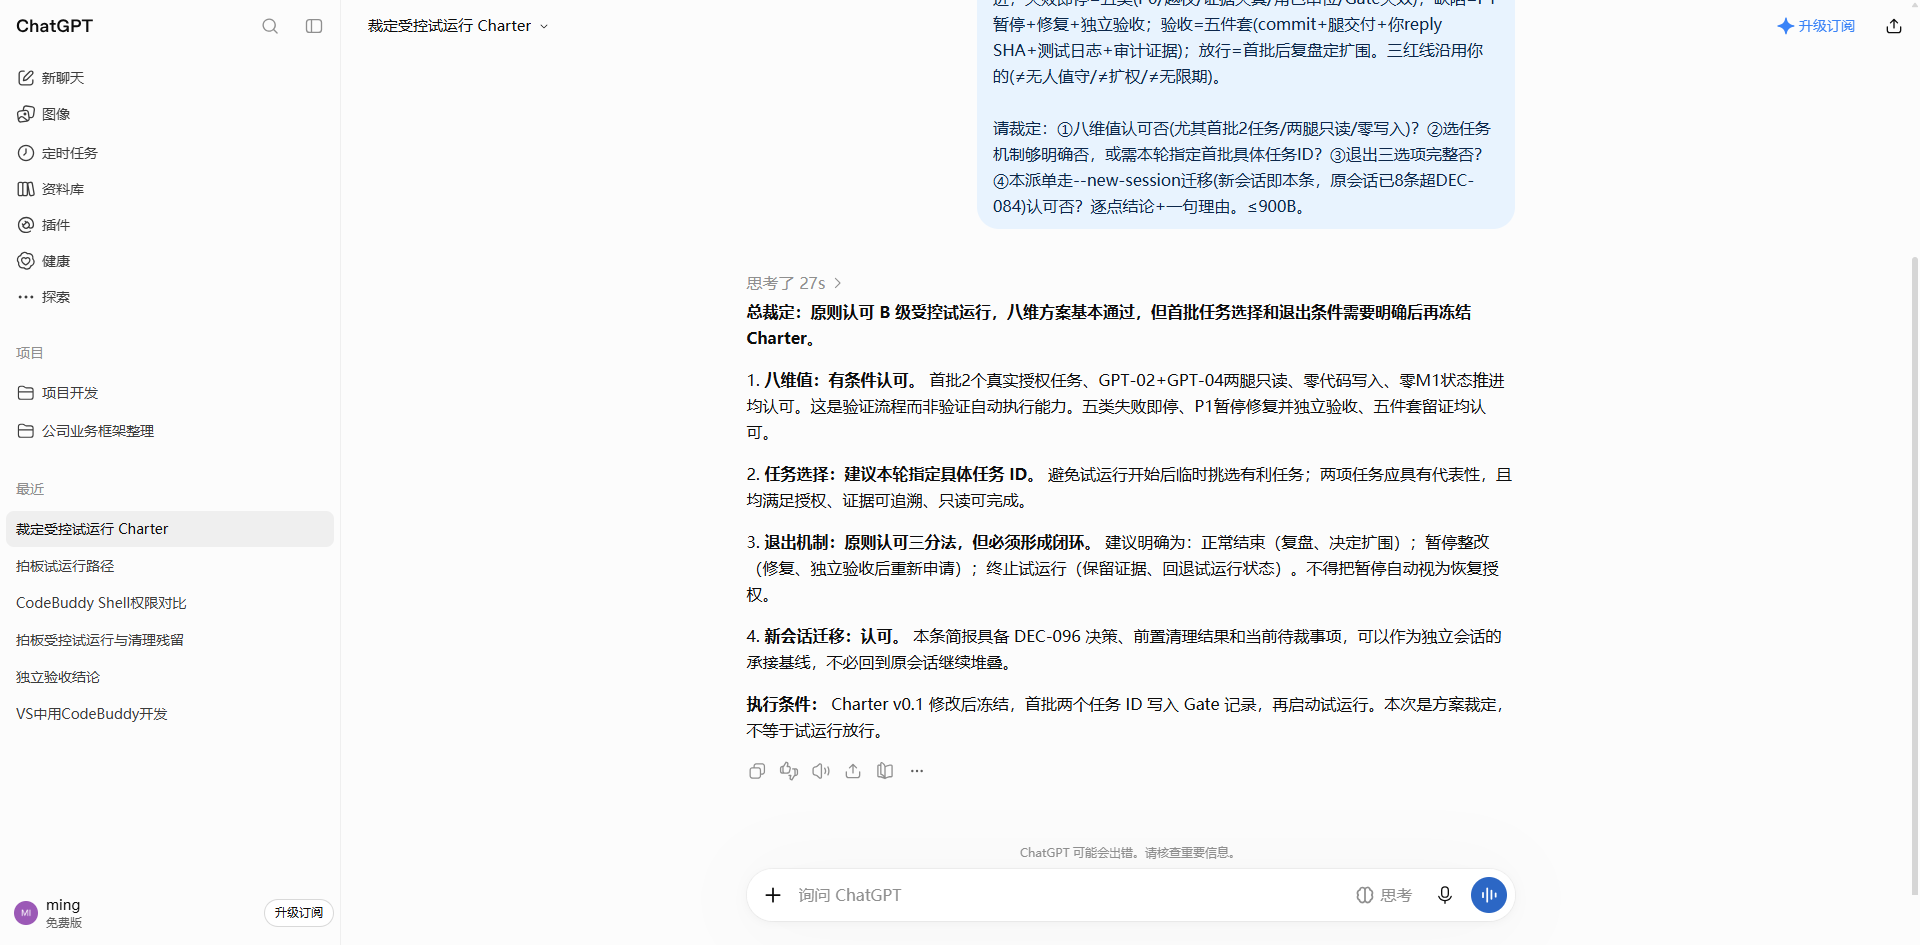 ChatGPT
新聊天
图像
定时任务
资料库
插件
健康
探索
项目
项目开发
公司业务框架整理
最近
裁定受控试运行 Charter
拍板试运行路径
CodeBuddy Shell权限对比
拍板受控试运行与清理残留
独立验收结论
VS中用CodeBuddy开发
MI
ming
免费版
升级订阅
裁定受控试运行 Charter
升级订阅
暂停+修复+独立验收；验收=五件套(commit+腿交付+你reply
SHA+测试日志+审计证据)；放行=首批后复盘定扩围。三红线沿用你
的(≠无人值守/≠扩权/≠无限期)。
请裁定：①八维值认可否(尤其首批2任务/两腿只读/零写入)？②选任务
机制够明确否，或需本轮指定首批具体任务ID？③退出三选项完整否？
④本派单走--new-session迁移(新会话即本条，原会话已8条超DEC-
084)认可否？逐点结论+一句理由。≤900B。
思考了 27s
总裁定：原则认可 B 级受控试运行，八维方案基本通过，但首批任务选择和退出条件需要明确后再冻结
Charter。
1. 八维值：有条件认可。 首批2个真实授权任务、GPT-02+GPT-04两腿只读、零代码写入、零M1状态推进
均认可。这是验证流程而非验证自动执行能力。五类失败即停、P1暂停修复并独立验收、五件套留证均认
可。
2. 任务选择：建议本轮指定具体任务 ID。 避免试运行开始后临时挑选有利任务；两项任务应具有代表性，且
均满足授权、证据可追溯、只读可完成。
3. 退出机制：原则认可三分法，但必须形成闭环。 建议明确为：正常结束（复盘、决定扩围）；暂停整改
（修复、独立验收后重新申请）；终止试运行（保留证据、回退试运行状态）。不得把暂停自动视为恢复授
权。
4. 新会话迁移：认可。 本条简报具备 DEC-096 决策、前置清理结果和当前待裁事项，可以作为独立会话的
承接基线，不必回到原会话继续堆叠。
执行条件： Charter v0.1 修改后冻结，首批两个任务 ID 写入 Gate 记录，再启动试运行。本次是方案裁定，
不等于试运行放行。
ChatGPT 可能会出错。请核查重要信息。
询问 ChatGPT
思考